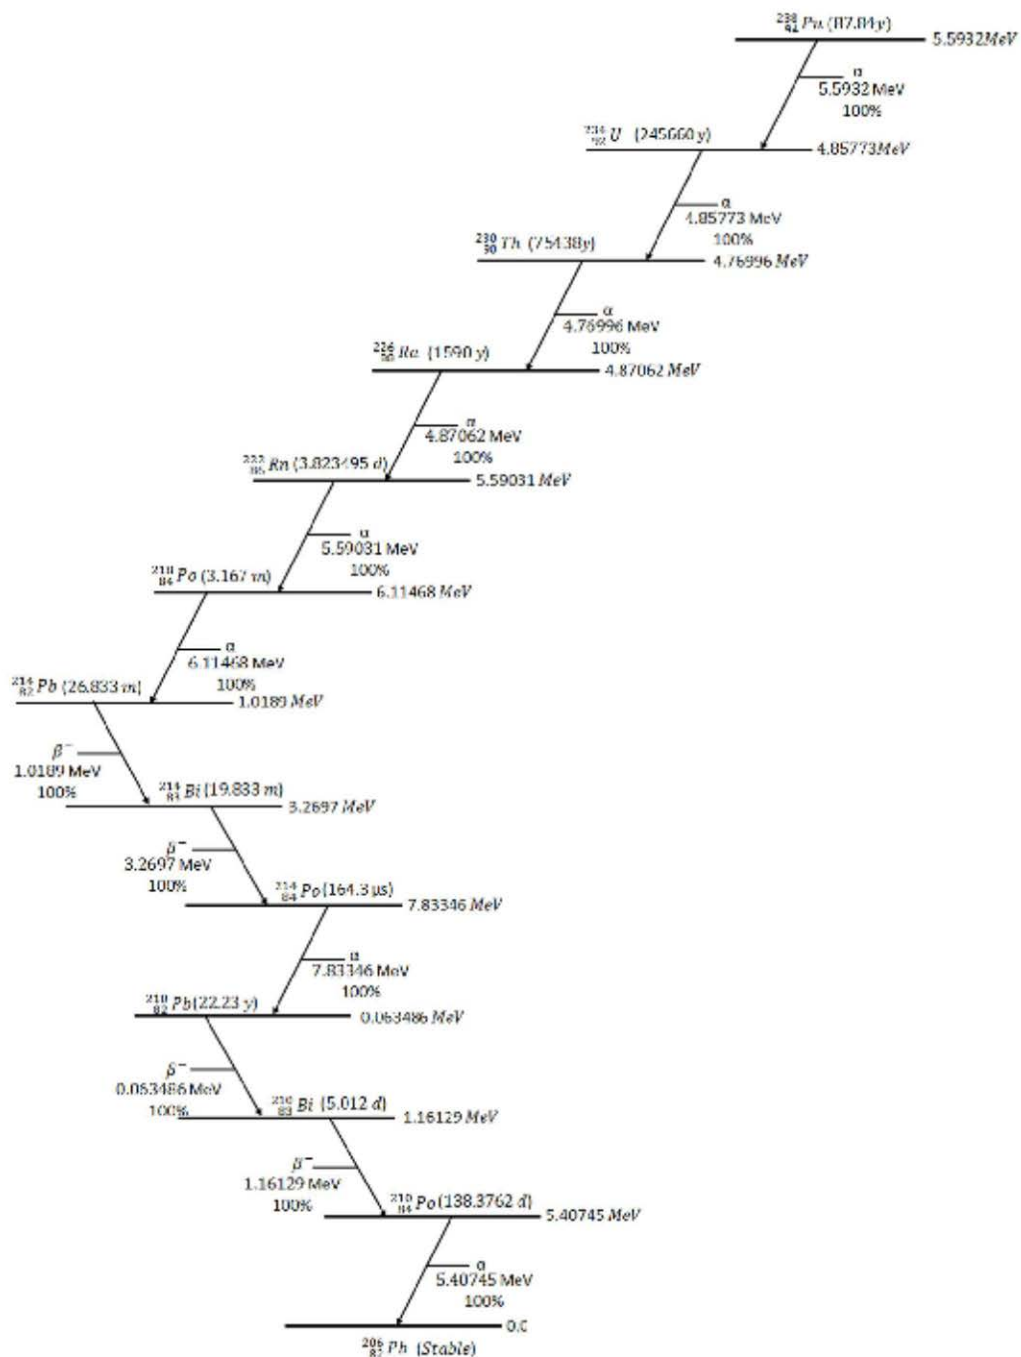 ²³⁸₉₄Pu (87.84y)
5.5932MeV
α
5.5932 MeV
100%
²³⁴₉₂U (245660 y)
4.85773MeV
α
4.85773 MeV
100%
²³⁰₉₀Th (75438y)
4.76996 MeV
α
4.76996 MeV
100%
²²⁶₈₈Ra (1590 y)
4.87062 MeV
α
4.87062 MeV
100%
²²²₈₆Rn (3.823495 d)
5.59031 MeV
α
5.59031 MeV
100%
²¹⁸₈₄Po (3.167 m)
6.11468 MeV
α
6.11468 MeV
100%
²¹⁴₈₂Pb (26.833 m)
1.0189 MeV
β⁻
1.0189 MeV
100%
²¹⁴₈₃Bi (19.833 m)
3.2697 MeV
β⁻
3.2697 MeV
100%
²¹⁴₈₄Po (164.3 μs)
7.83346 MeV
α
7.83346 MeV
100%
²¹⁰₈₂Pb (22.23 y)
0.063486 MeV
β⁻
0.063486 MeV
100%
²¹⁰₈₃Bi (5.012 d)
1.16129 MeV
β⁻
1.16129 MeV
100%
²¹⁰₈₄Po (138.3762 d)
5.40745 MeV
α
5.40745 MeV
100%
0.0
²⁰⁶₈₂Pb (Stable)